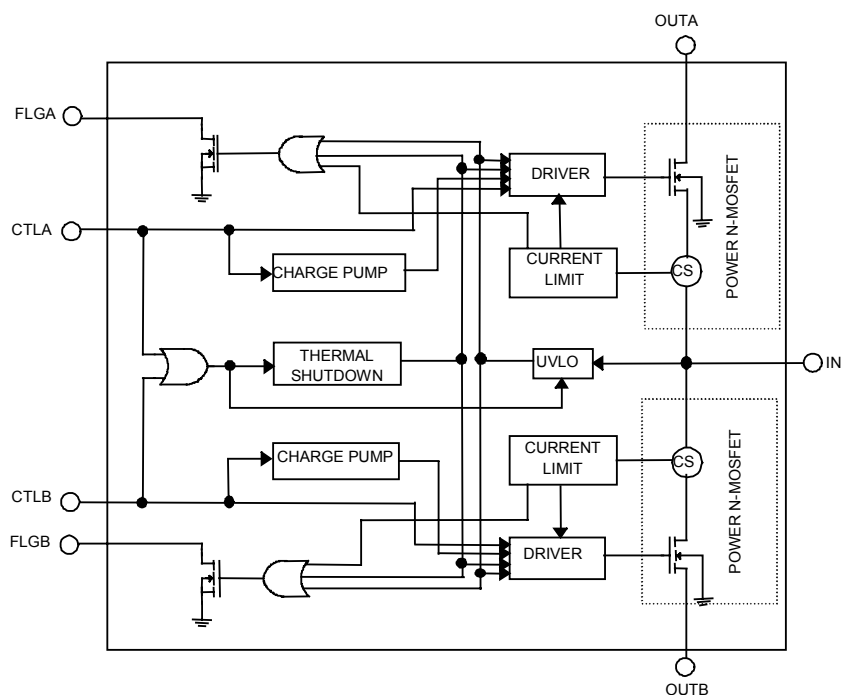 OUTA
FLGA
DRIVER
POWER N-MOSFET
CTLA
CURRENT
LIMIT
CS
CHARGE PUMP
THERMAL
SHUTDOWN
UVLO
IN
CURRENT
LIMIT
CHARGE PUMP
CS
POWER N-MOSFET
CTLB
FLGB
DRIVER
OUTB